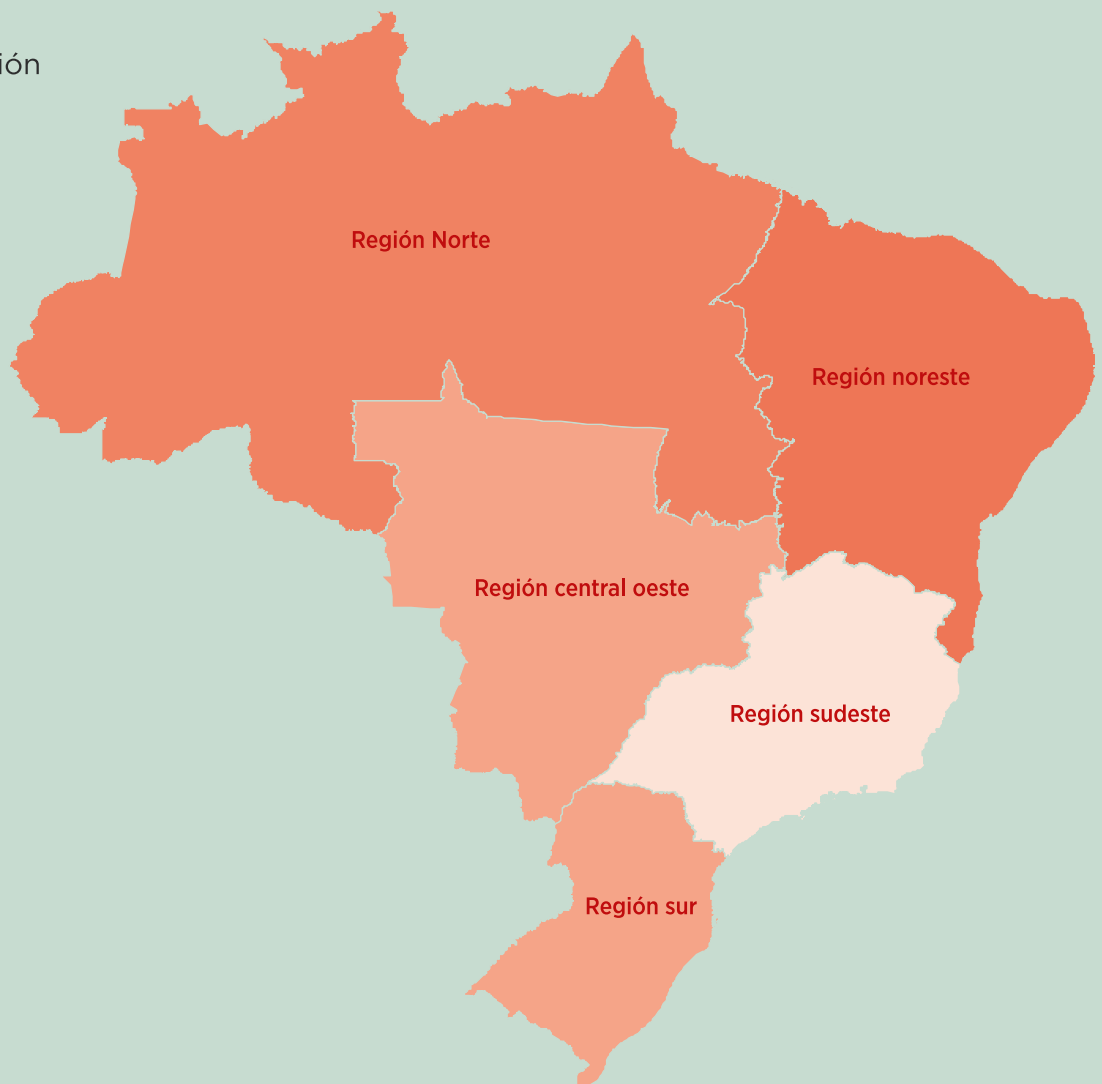 ión
Región Norte
Región noreste
Región central oeste
Región sudeste
Región sur